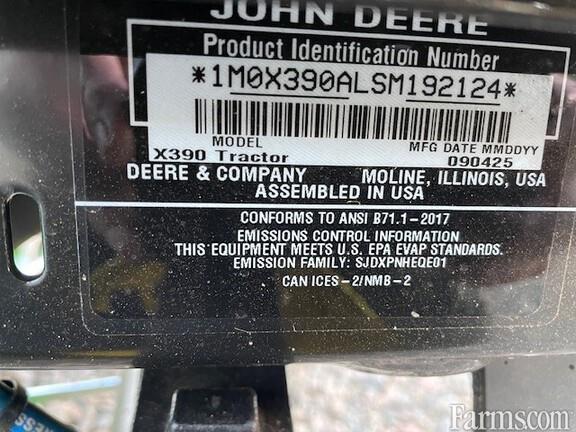 JOHN DEERE
Product Identification Number
*1M0X390ALSM192124*
MODEL MFG DATE MMDDYY
X390 Tractor 090425
DEERE & COMPANY MOLINE, ILLINOIS, USA
ASSEMBLED IN USA
CONFORMS TO ANSI B71.1-2017
EMISSIONS CONTROL INFORMATION
THIS EQUIPMENT MEETS U.S. EPA EVAP STANDARDS.
EMISSION FAMILY: SJDXPNHEQE01
CAN ICES-2/NMB-2
Farms.com